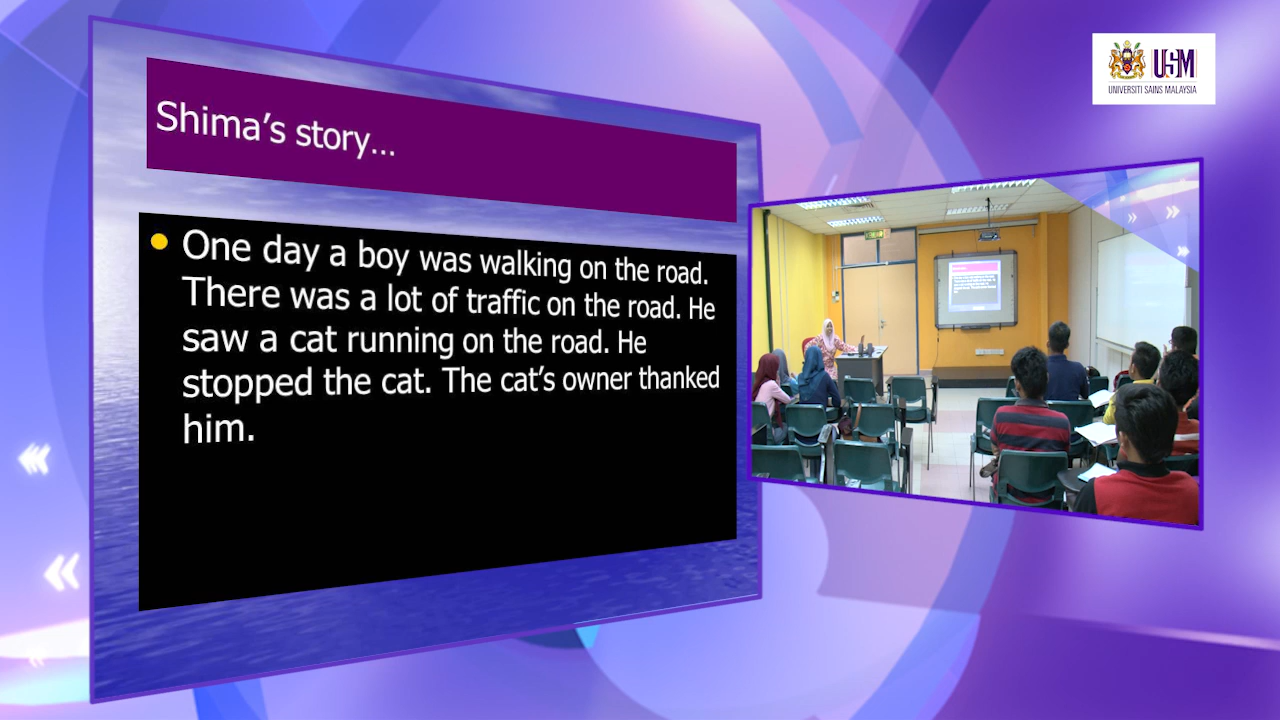 Shima's story...
One day a boy was walking on the road.
There was a lot of traffic on the road. He
saw a cat running on the road. He
stopped the cat. The cat's owner thanked
him.
USM
UNIVERSITI SAINS MALAYSIA